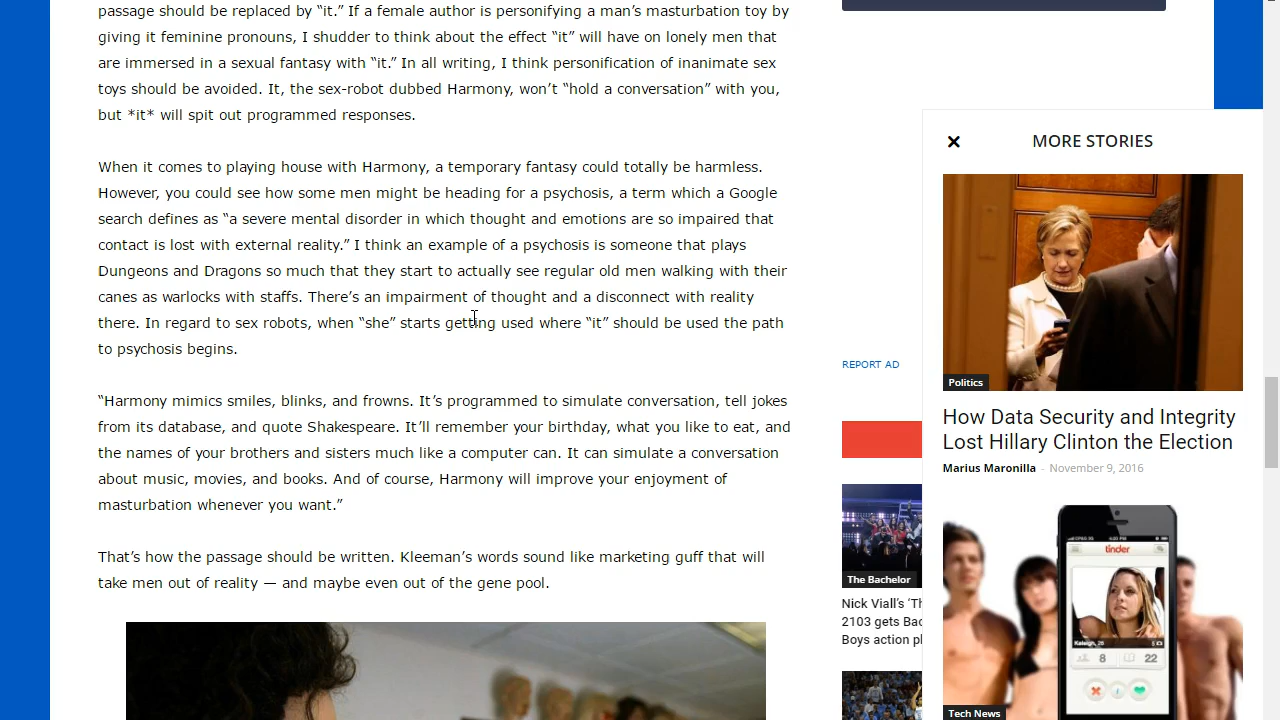 passage should be replaced by “it.” If a female author is personifying a man’s masturbation toy by
giving it feminine pronouns, I shudder to think about the effect “it” will have on lonely men that
are immersed in a sexual fantasy with “it.” In all writing, I think personification of inanimate sex
toys should be avoided. It, the sex-robot dubbed Harmony, won’t “hold a conversation” with you,
but *it* will spit out programmed responses.
When it comes to playing house with Harmony, a temporary fantasy could totally be harmless.
However, you could see how some men might be heading for a psychosis, a term which a Google
search defines as “a severe mental disorder in which thought and emotions are so impaired that
contact is lost with external reality.” I think an example of a psychosis is someone that plays
Dungeons and Dragons so much that they start to actually see regular old men walking with their
canes as warlocks with staffs. There’s an impairment of thought and a disconnect with reality
there. In regard to sex robots, when “she” starts getting used where “it” should be used the path
to psychosis begins.
“Harmony mimics smiles, blinks, and frowns. It’s programmed to simulate conversation, tell jokes
from its database, and quote Shakespeare. It’ll remember your birthday, what you like to eat, and
the names of your brothers and sisters much like a computer can. It can simulate a conversation
about music, movies, and books. And of course, Harmony will improve your enjoyment of
masturbation whenever you want.”
That’s how the passage should be written. Kleeman’s words sound like marketing guff that will
take men out of reality — and maybe even out of the gene pool.
REPORT AD
The Bachelor
Nick Viall’s ‘Th
2103 gets Bac
Boys action pl
✕ MORE STORIES
Politics
How Data Security and Integrity
Lost Hillary Clinton the Election
Marius Maronilla - November 9, 2016
tinder
Kaleigh, 26
8 22
Tech News